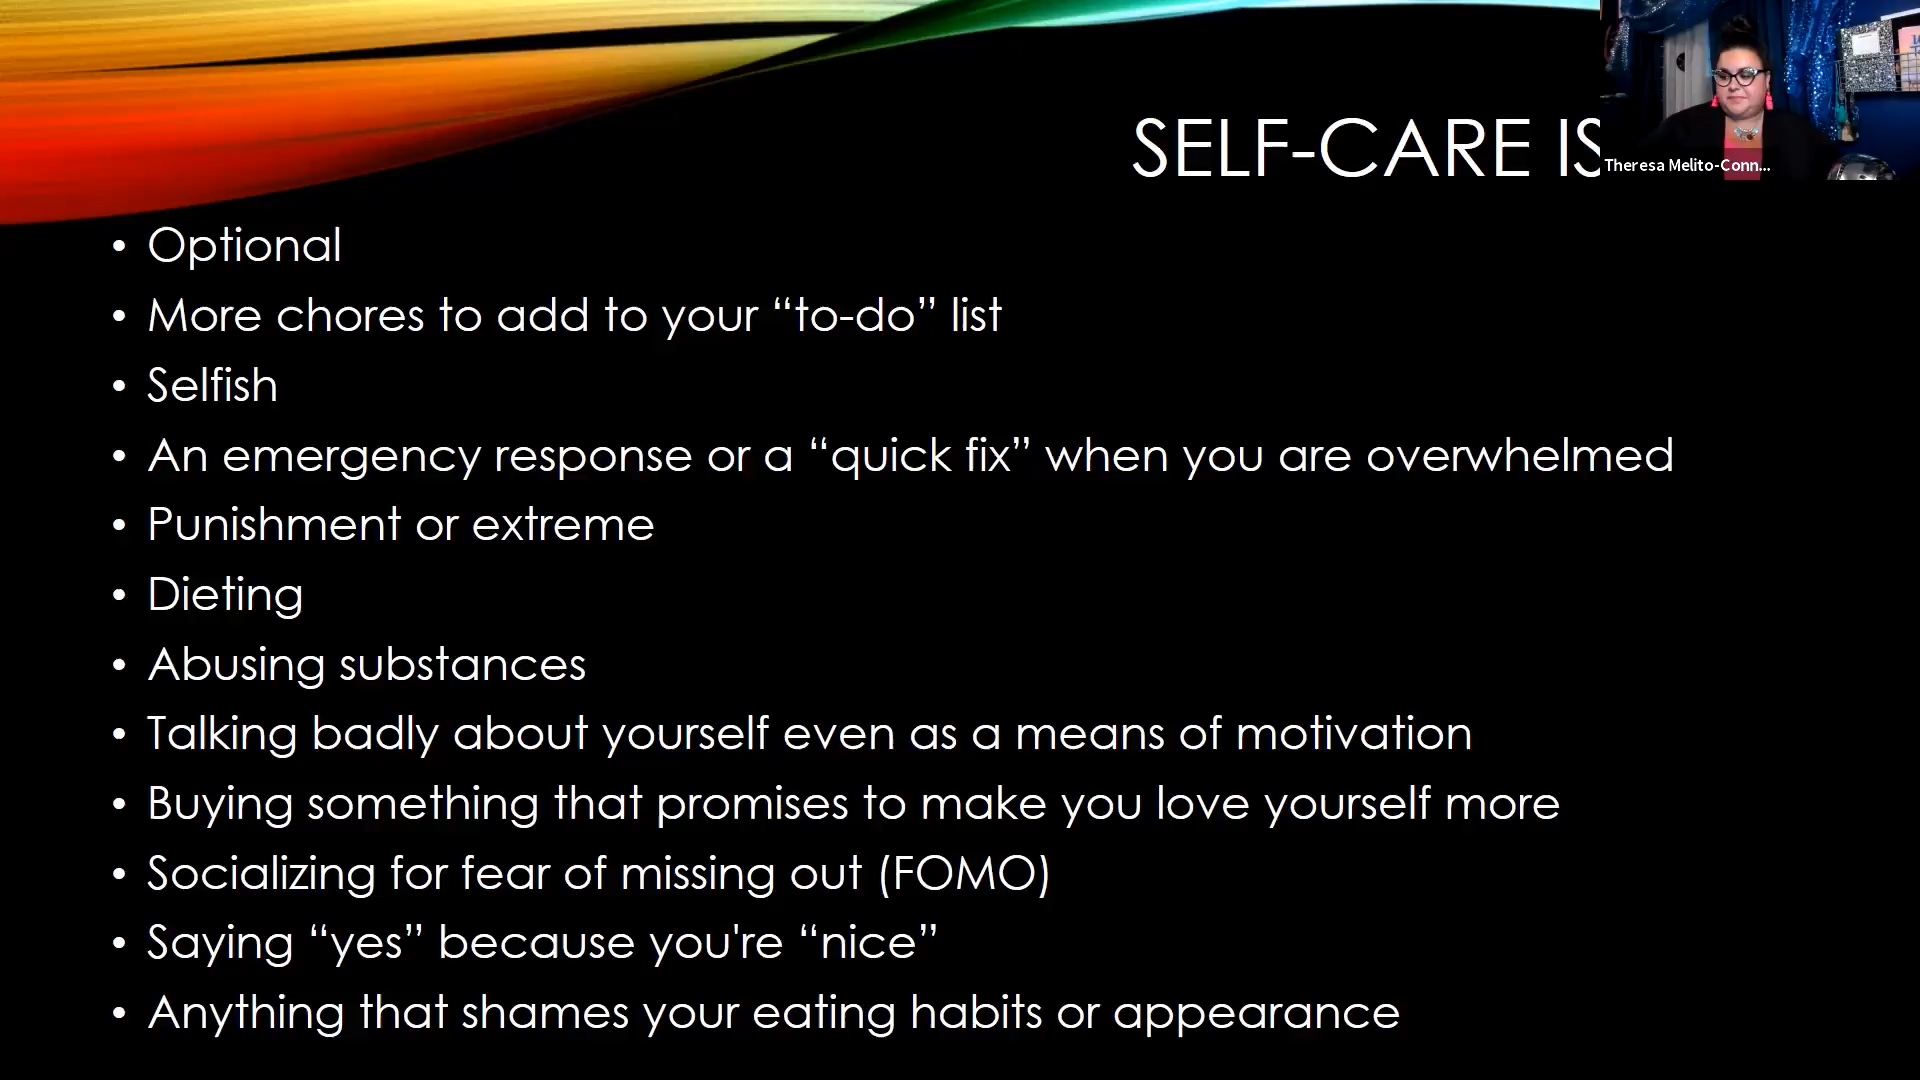 SELF-CARE IS
Theresa Melito-Conn...
• Optional
• More chores to add to your “to-do” list
• Selfish
• An emergency response or a “quick fix” when you are overwhelmed
• Punishment or extreme
• Dieting
• Abusing substances
• Talking badly about yourself even as a means of motivation
• Buying something that promises to make you love yourself more
• Socializing for fear of missing out (FOMO)
• Saying “yes” because you're “nice”
• Anything that shames your eating habits or appearance